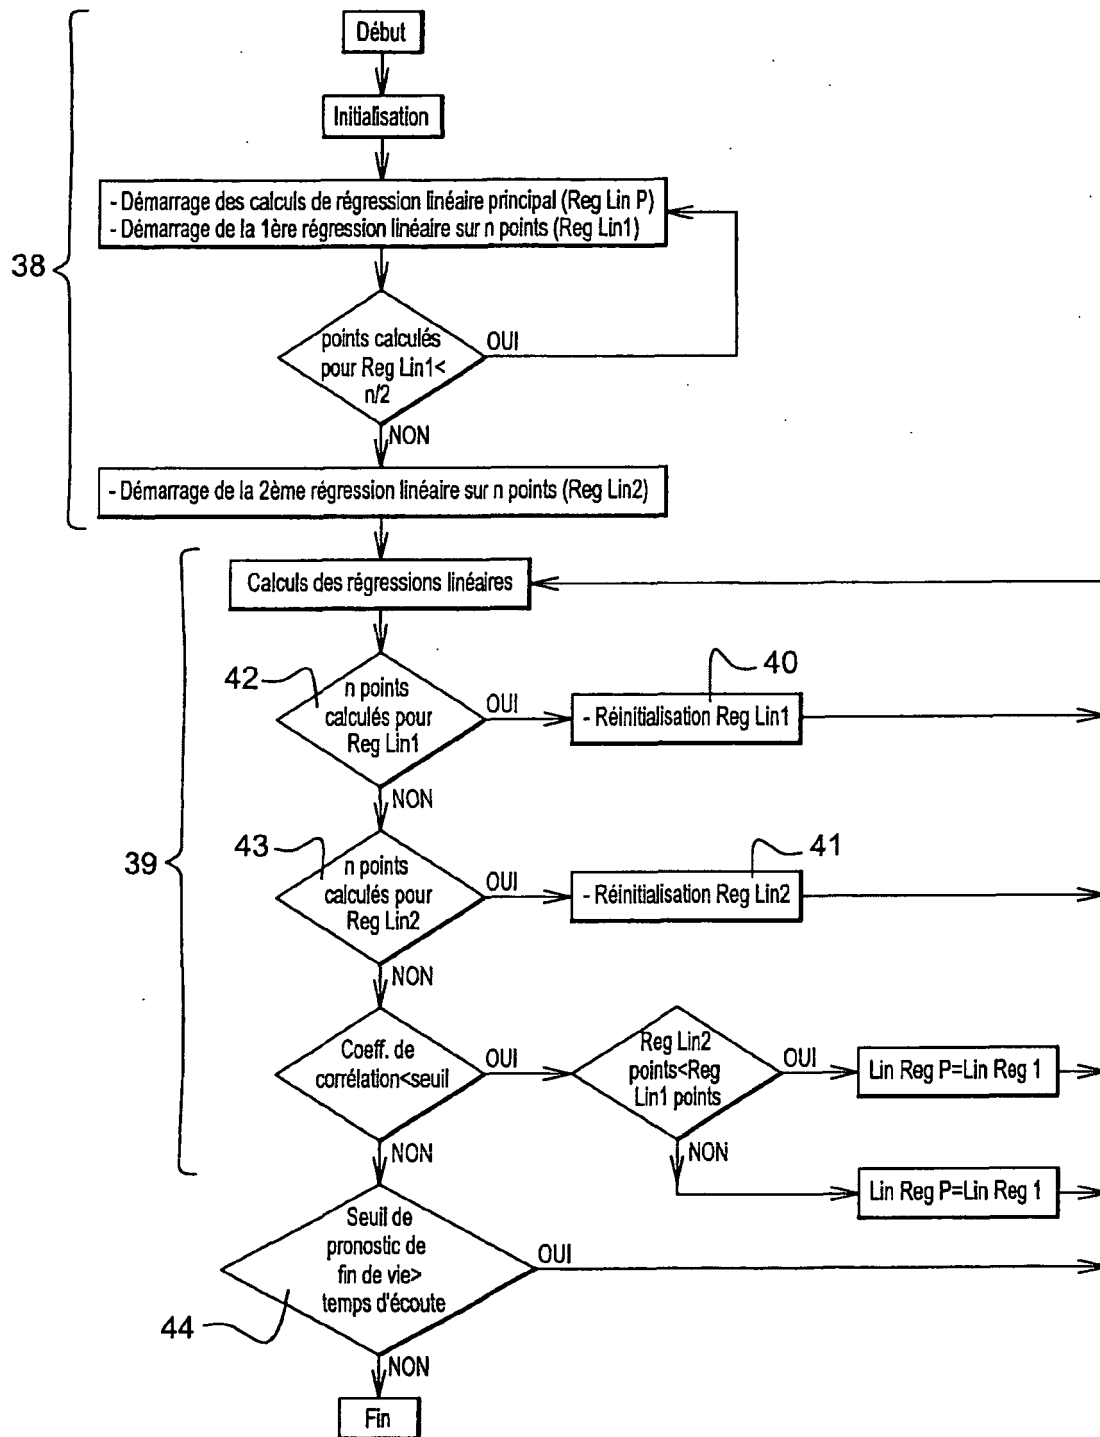 Début
Initialisation
- Démarrage des calculs de régression linéaire principal (Reg Lin P)
- Démarrage de la 1ère régression linéaire sur n points (Reg Lin1)
38
points calculés
pour Reg Lin1<
n/2
OUI
NON
- Démarrage de la 2ème régression linéaire sur n points (Reg Lin2)
Calculs des régressions linéaires
42
n points
calculés pour
Reg Lin1
OUI
40
- Réinitialisation Reg Lin1
NON
39
43
n points
calculés pour
Reg Lin2
OUI
41
- Réinitialisation Reg Lin2
NON
Coeff. de
corrélation<seuil
OUI
Reg Lin2
points<Reg
Lin1 points
OUI
Lin Reg P=Lin Reg 1
NON
NON
Lin Reg P=Lin Reg 1
Seuil de
pronostic de
fin de vie>
temps d'écoute
OUI
44
NON
Fin